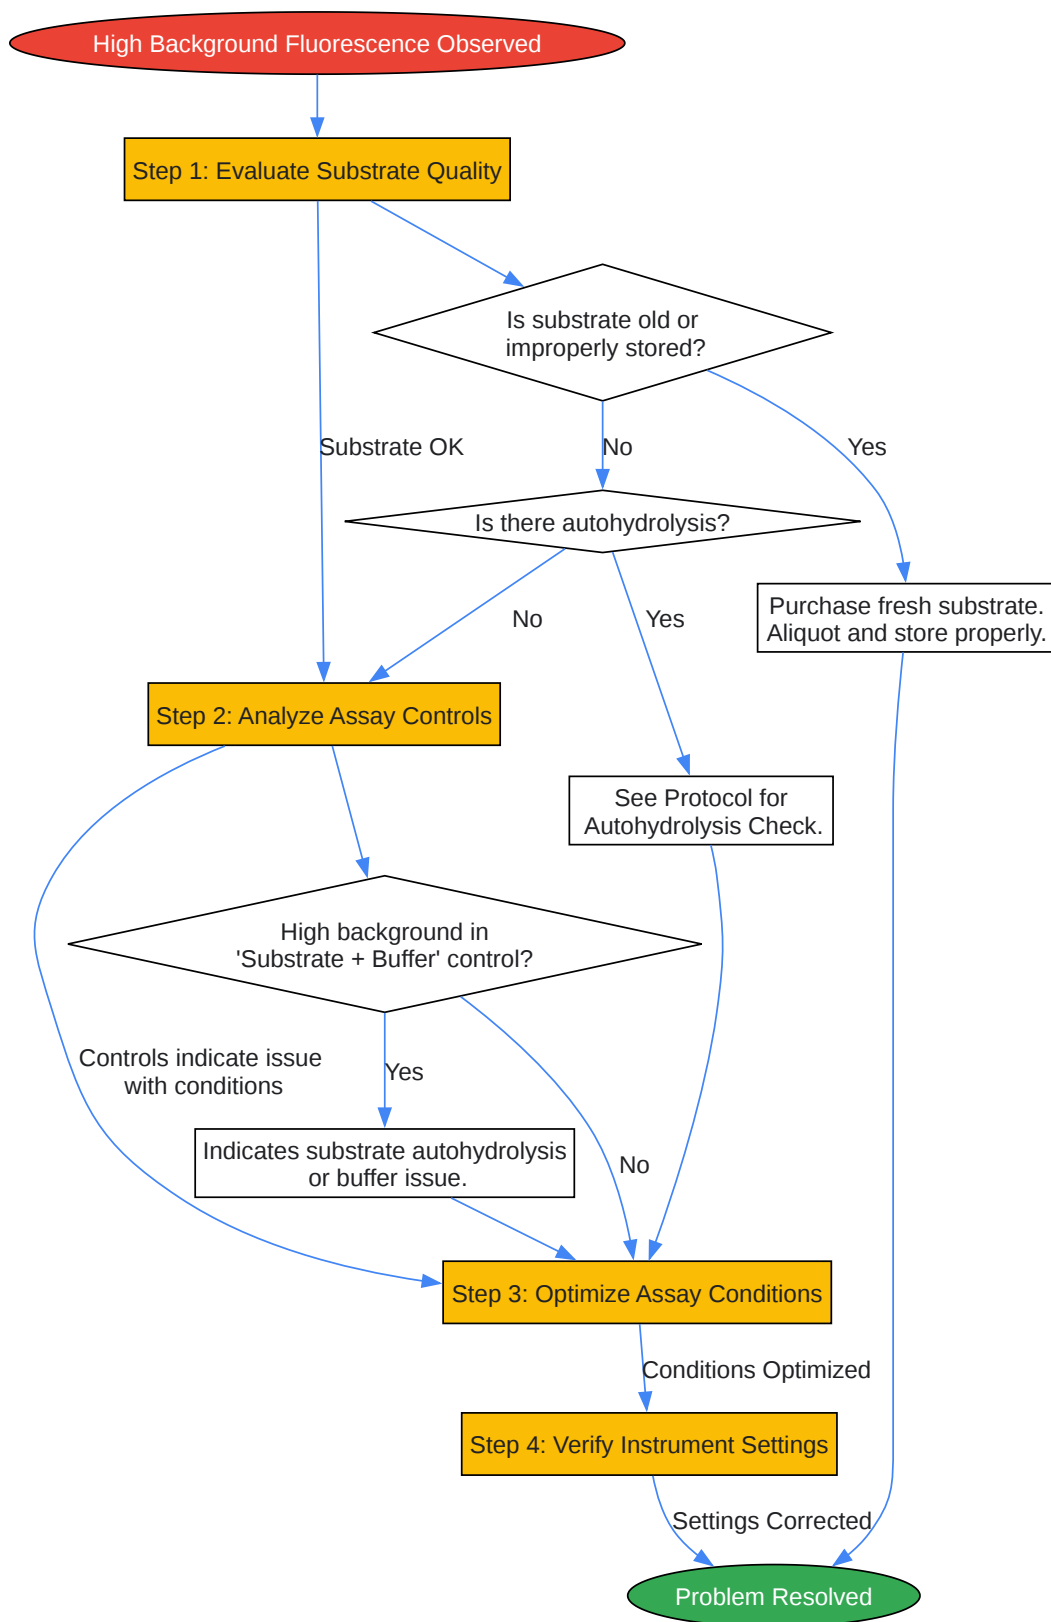 High Background Fluorescence Observed
Step 1: Evaluate Substrate Quality
Is substrate old or
improperly stored?
Substrate OK
No
Yes
Is there autohydrolysis?
No
Yes
Purchase fresh substrate.
Aliquot and store properly.
Step 2: Analyze Assay Controls
See Protocol for
Autohydrolysis Check.
High background in
'Substrate + Buffer' control?
Controls indicate issue
with conditions
Yes
Indicates substrate autohydrolysis
or buffer issue.
No
Step 3: Optimize Assay Conditions
Conditions Optimized
Step 4: Verify Instrument Settings
Settings Corrected
Problem Resolved